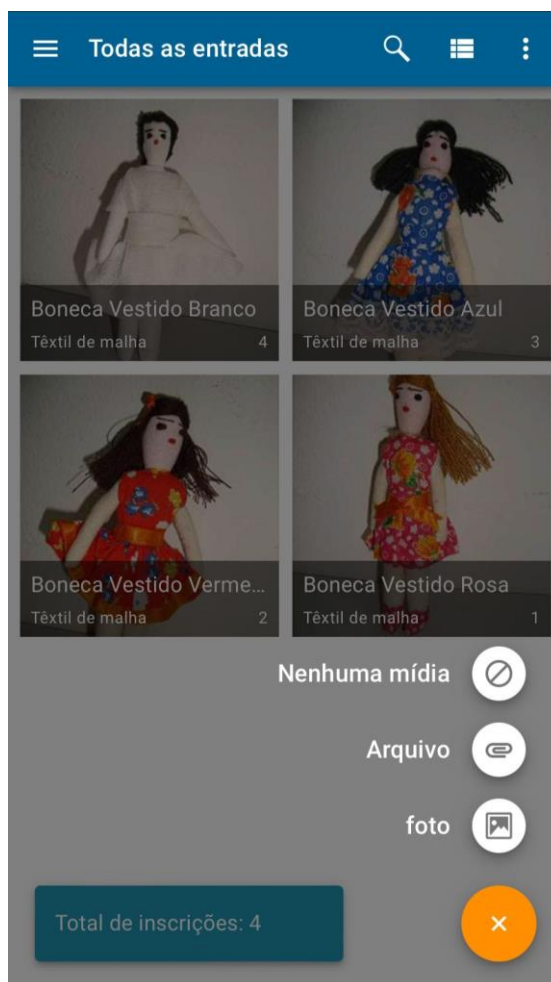 Todas as entradas
Boneca Vestido Branco
Têxtil de malha 4
Boneca Vestido Azul
Têxtil de malha 3
Boneca Vestido Verme...
Têxtil de malha 2
Boneca Vestido Rosa
Têxtil de malha 1
Nenhuma mídia
Arquivo
foto
Total de inscrições: 4